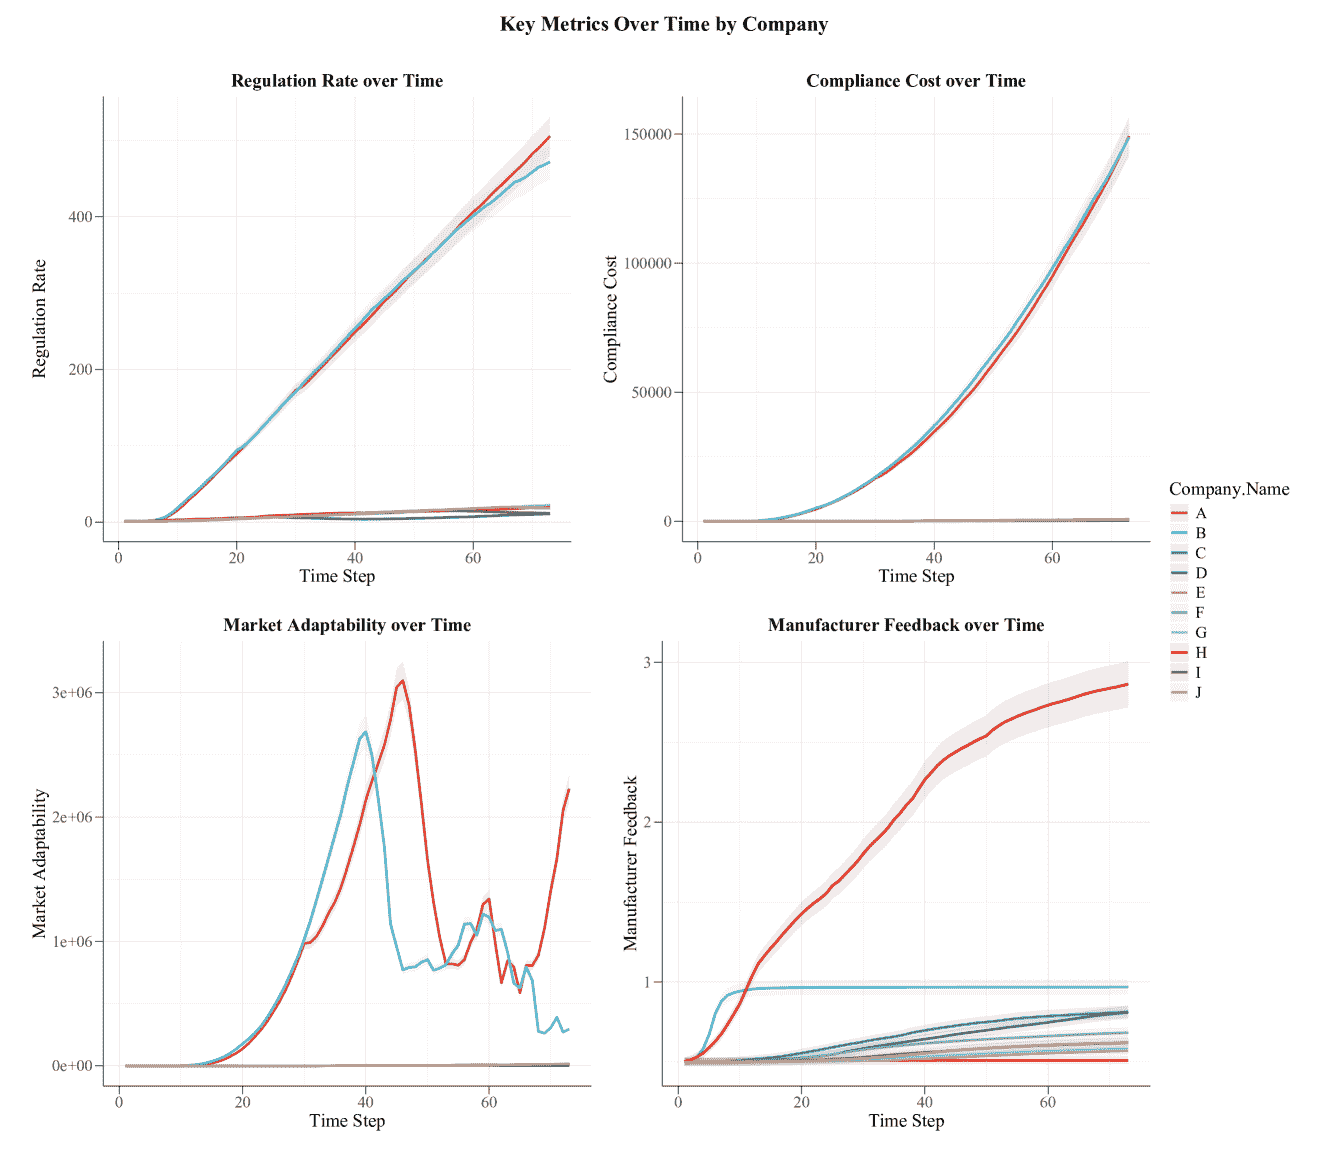 Key Metrics Over Time by Company
Regulation Rate over Time
Regulation Rate
400
200
0
0 20 40 60
Time Step
Compliance Cost over Time
Compliance Cost
150000
100000
50000
0
0 20 40 60
Time Step
Company.Name
A
B
C
D
E
F
G
H
I
J
Market Adaptability over Time
Market Adaptability
3e+06
2e+06
1e+06
0e+00
0 20 40 60
Time Step
Manufacturer Feedback over Time
Manufacturer Feedback
3
2
1
0 20 40 60
Time Step